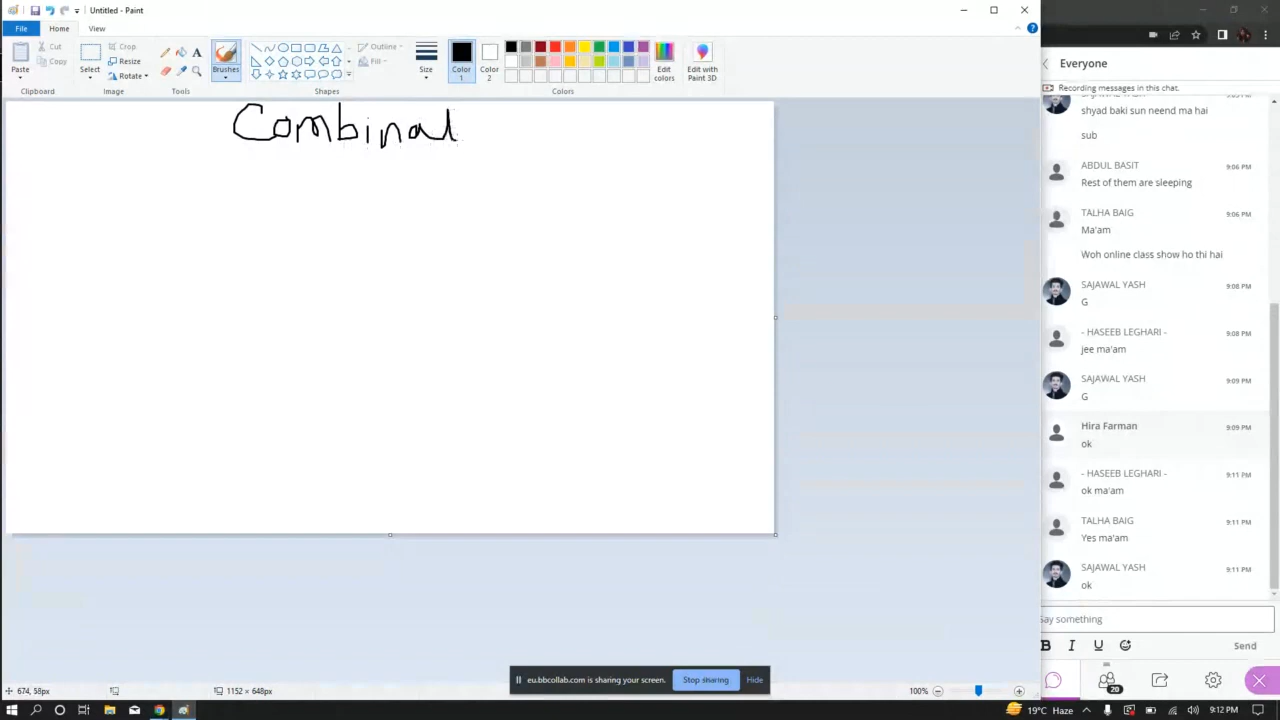 Untitled - Paint
File
Home
View
Paste
Cut
Copy
Clipboard
Select
Crop
Resize
Rotate
Image
Tools
Brushes
Outline
Fill
Shapes
Size
Color 1
Color 2
Edit colors
Colors
Edit with Paint 3D
Combinal
674, 58px
1152 × 648px
100%
eu.bbcollab.com is sharing your screen.
Stop sharing
Hide
Everyone
Recording messages in this chat.
shyad baki sun neend ma hai
sub
ABDUL BASIT
9:06 PM
Rest of them are sleeping
TALHA BAIG
9:06 PM
Ma'am
Woh online class show ho thi hai
SAJAWAL YASH
9:08 PM
G
- HASEEB LEGHARI -
9:08 PM
jee ma'am
SAJAWAL YASH
9:09 PM
G
Hira Farman
9:09 PM
ok
- HASEEB LEGHARI -
9:11 PM
ok ma'am
TALHA BAIG
9:11 PM
Yes ma'am
SAJAWAL YASH
9:11 PM
ok
Say something
B I U
Send
20
19°C Haze
9:12 PM